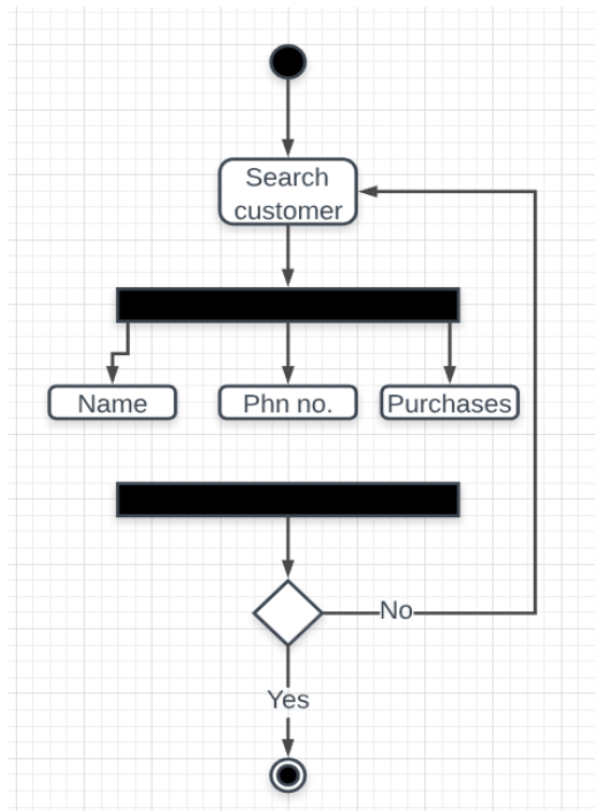 Search
customer
Name
Phn no.
Purchases
No
Yes